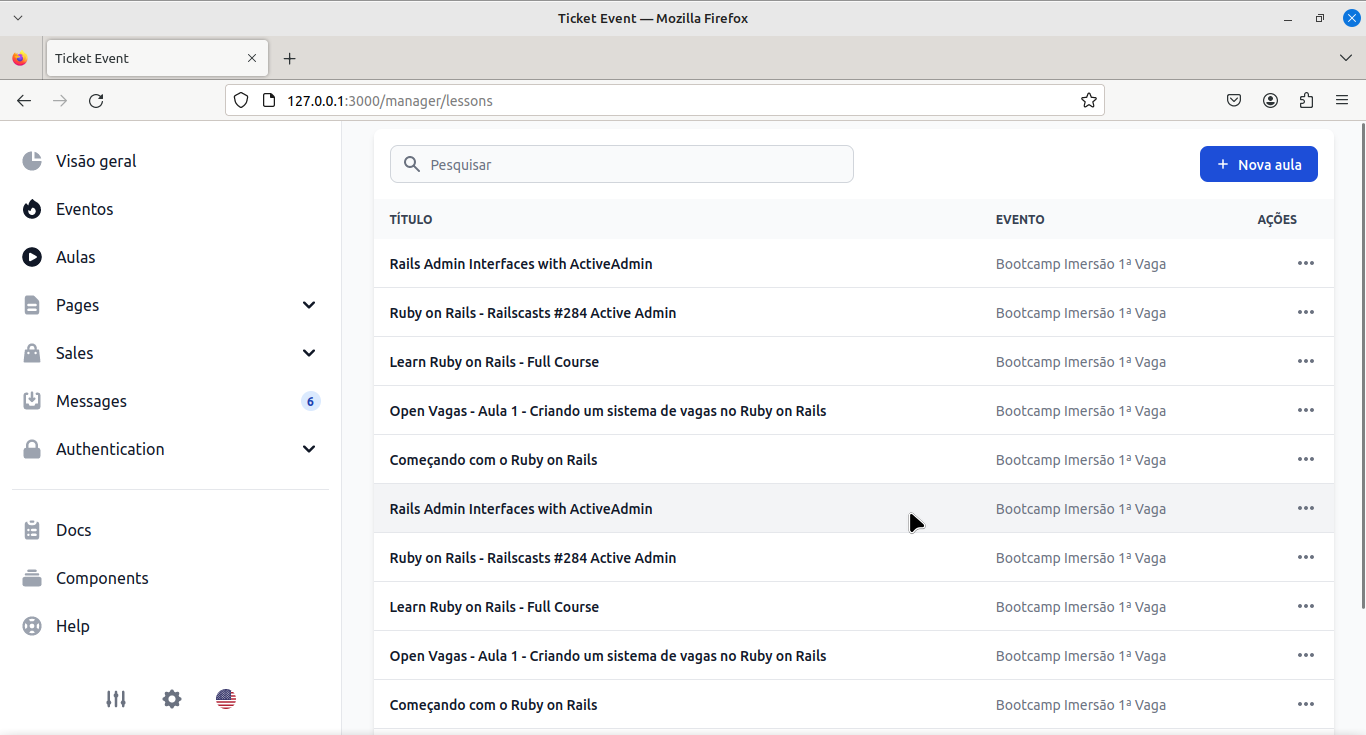 Ticket Event — Mozilla Firefox
Ticket Event
127.0.0.1:3000/manager/lessons
Visão geral
Eventos
Aulas
Pages
Sales
Messages 6
Authentication
Docs
Components
Help
Pesquisar
+ Nova aula
TÍTULO EVENTO AÇÕES
Rails Admin Interfaces with ActiveAdmin Bootcamp Imersão 1ª Vaga
Ruby on Rails - Railscasts #284 Active Admin Bootcamp Imersão 1ª Vaga
Learn Ruby on Rails - Full Course Bootcamp Imersão 1ª Vaga
Open Vagas - Aula 1 - Criando um sistema de vagas no Ruby on Rails Bootcamp Imersão 1ª Vaga
Começando com o Ruby on Rails Bootcamp Imersão 1ª Vaga
Rails Admin Interfaces with ActiveAdmin Bootcamp Imersão 1ª Vaga
Ruby on Rails - Railscasts #284 Active Admin Bootcamp Imersão 1ª Vaga
Learn Ruby on Rails - Full Course Bootcamp Imersão 1ª Vaga
Open Vagas - Aula 1 - Criando um sistema de vagas no Ruby on Rails Bootcamp Imersão 1ª Vaga
Começando com o Ruby on Rails Bootcamp Imersão 1ª Vaga